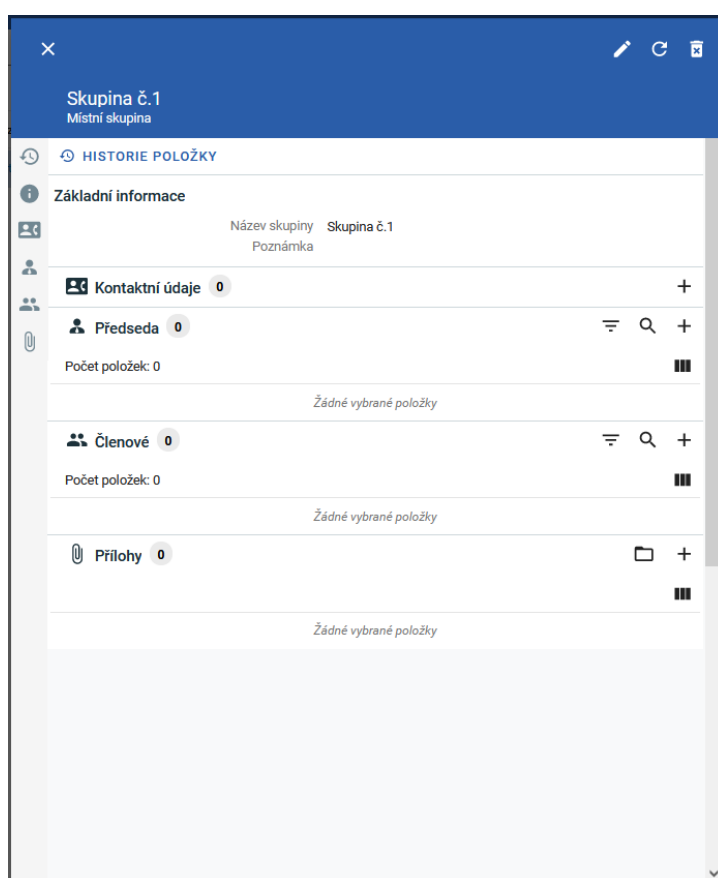 Skupina č.1
Místní skupina
HISTORIE POLOŽKY
Základní informace
Název skupiny Skupina č.1
Poznámka
Kontaktní údaje 0
Předseda 0
Počet položek: 0
Žádné vybrané položky
Členové 0
Počet položek: 0
Žádné vybrané položky
Přílohy 0
Žádné vybrané položky